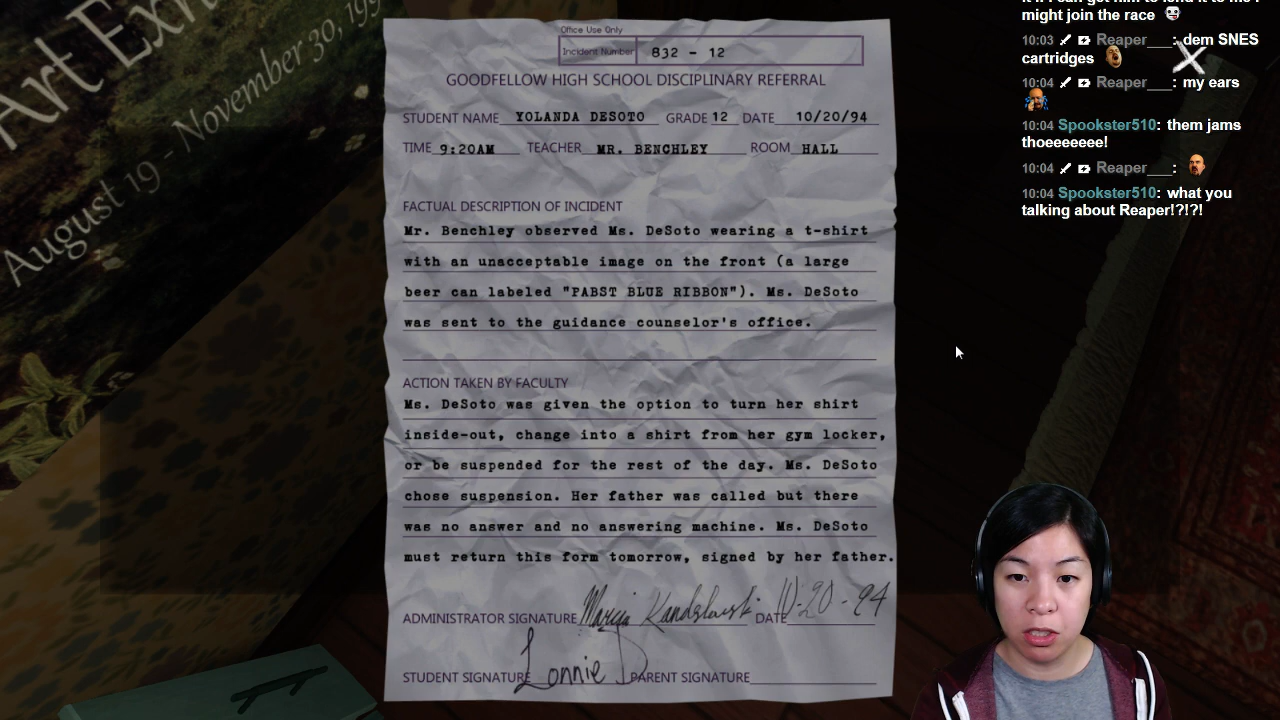 Art Ex
August 19 - November 30, 199
Office Use Only
Incident Number 832 - 12
GOODFELLOW HIGH SCHOOL DISCIPLINARY REFERRAL
STUDENT NAME YOLANDA DESOTO GRADE 12 DATE 10/20/94
TIME 9:20AM TEACHER MR. BENCHLEY ROOM HALL
FACTUAL DESCRIPTION OF INCIDENT
Mr. Benchley observed Ms. DeSoto wearing a t-shirt
with an unacceptable image on the front (a large
beer can labeled "PABST BLUE RIBBON"). Ms. DeSoto
was sent to the guidance counselor's office.
ACTION TAKEN BY FACULTY
Ms. DeSoto was given the option to turn her shirt
inside-out, change into a shirt from her gym locker,
or be suspended for the rest of the day. Ms. DeSoto
chose suspension. Her father was called but there
was no answer and no answering machine. Ms. DeSoto
must return this form tomorrow, signed by her father.
ADMINISTRATOR SIGNATURE Marcia DATE 10-20-94
STUDENT SIGNATURE Lonnie D PARENT SIGNATURE
might join the race
10:03 Reaper___: dem SNES
cartridges
10:04 Reaper___: my ears
10:04 Spookster510: them jams
thoeeeeeee!
10:04 Reaper___:
10:04 Spookster510: what you
talking about Reaper!?!?!